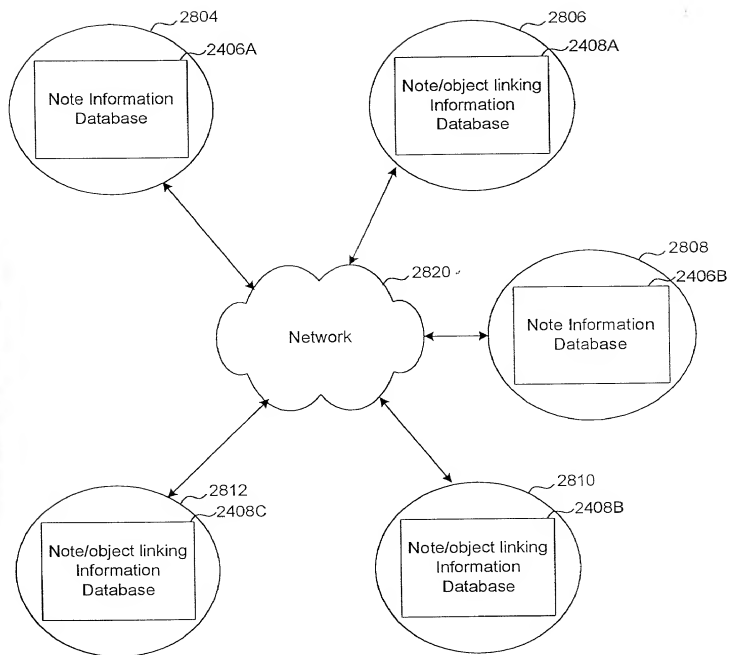 2804
2406A
Note Information
Database
2806
2408A
Note/object linking
Information
Database
2820
Network
2808
2406B
Note Information
Database
2812
2408C
Note/object linking
Information
Database
2810
2408B
Note/object linking
Information
Database